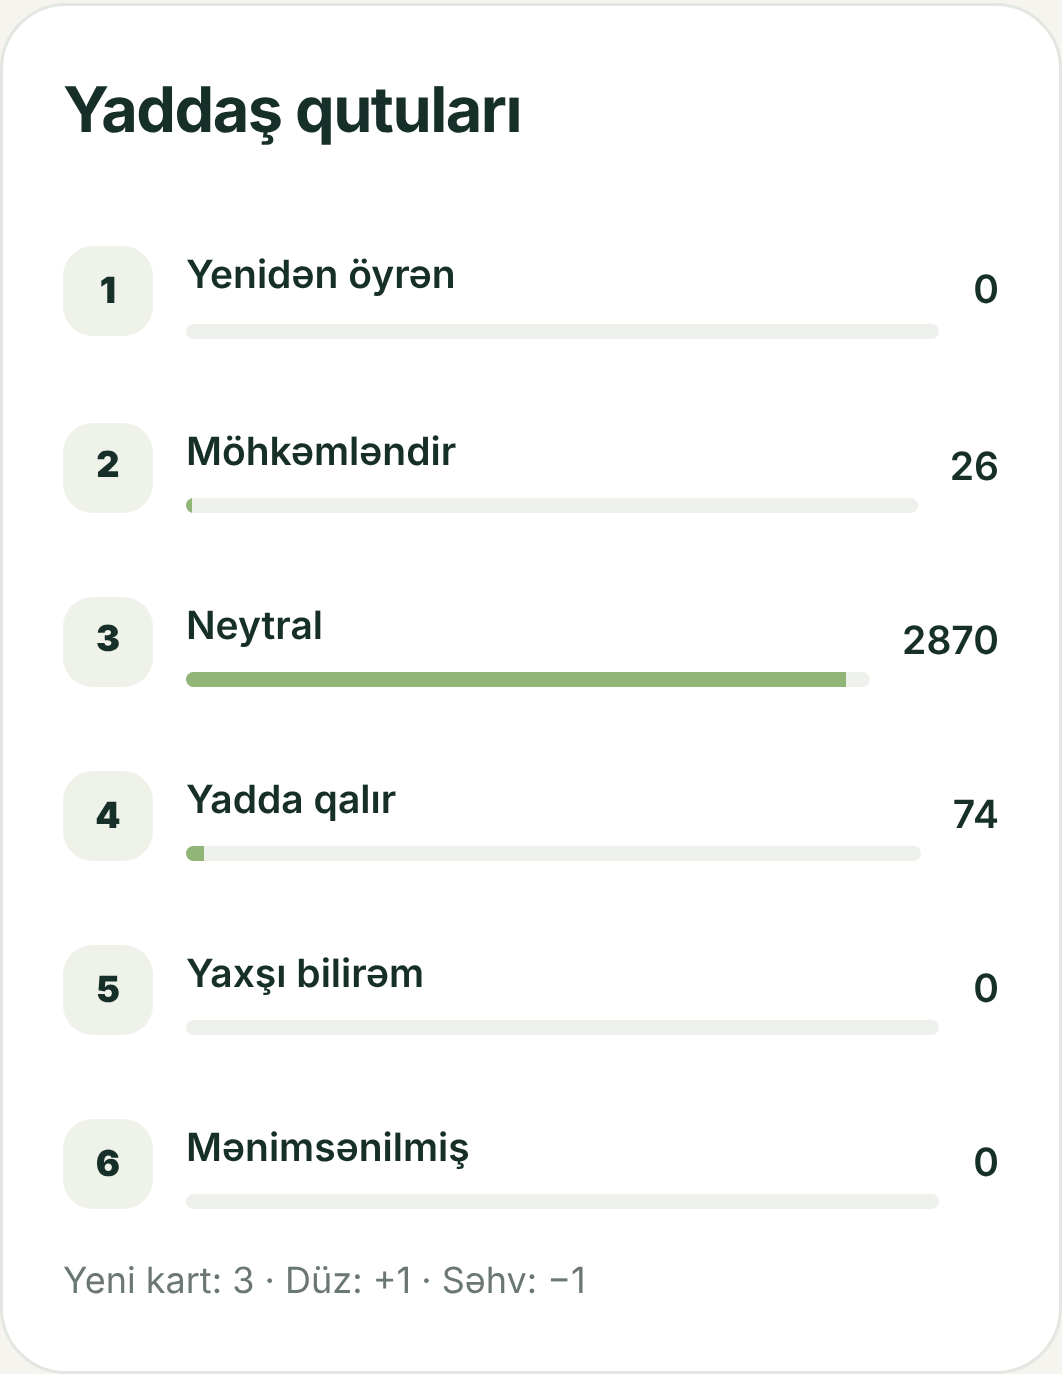 Yaddaş qutuları
1 Yenidən öyrən 0
2 Möhkəmləndir 26
3 Neytral 2870
4 Yadda qalır 74
5 Yaxşı bilirəm 0
6 Mənimsənilmiş 0
Yeni kart: 3 · Düz: +1 · Səhv: −1